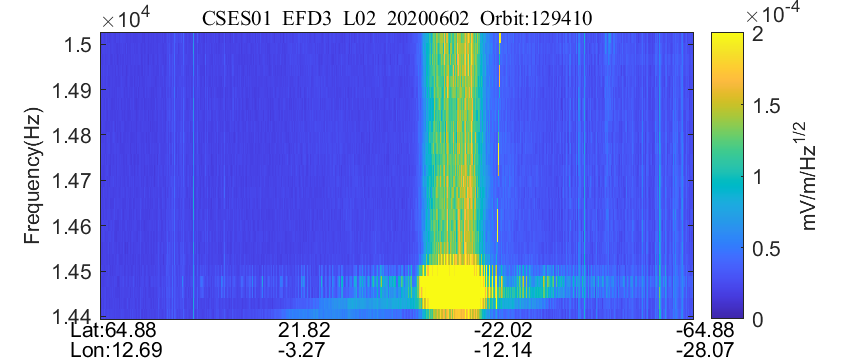 ×10⁴ CSES01 EFD3 L02 20200602 Orbit:129410 ×10⁻⁴
1.5
1.49
1.48
1.47
1.46
1.45
1.44
Frequency(Hz)
Lat:64.88 21.82 -22.02 -64.88
Lon:12.69 -3.27 -12.14 -28.07
2
1.5
1
0.5
0
mV/m/Hz^1/2